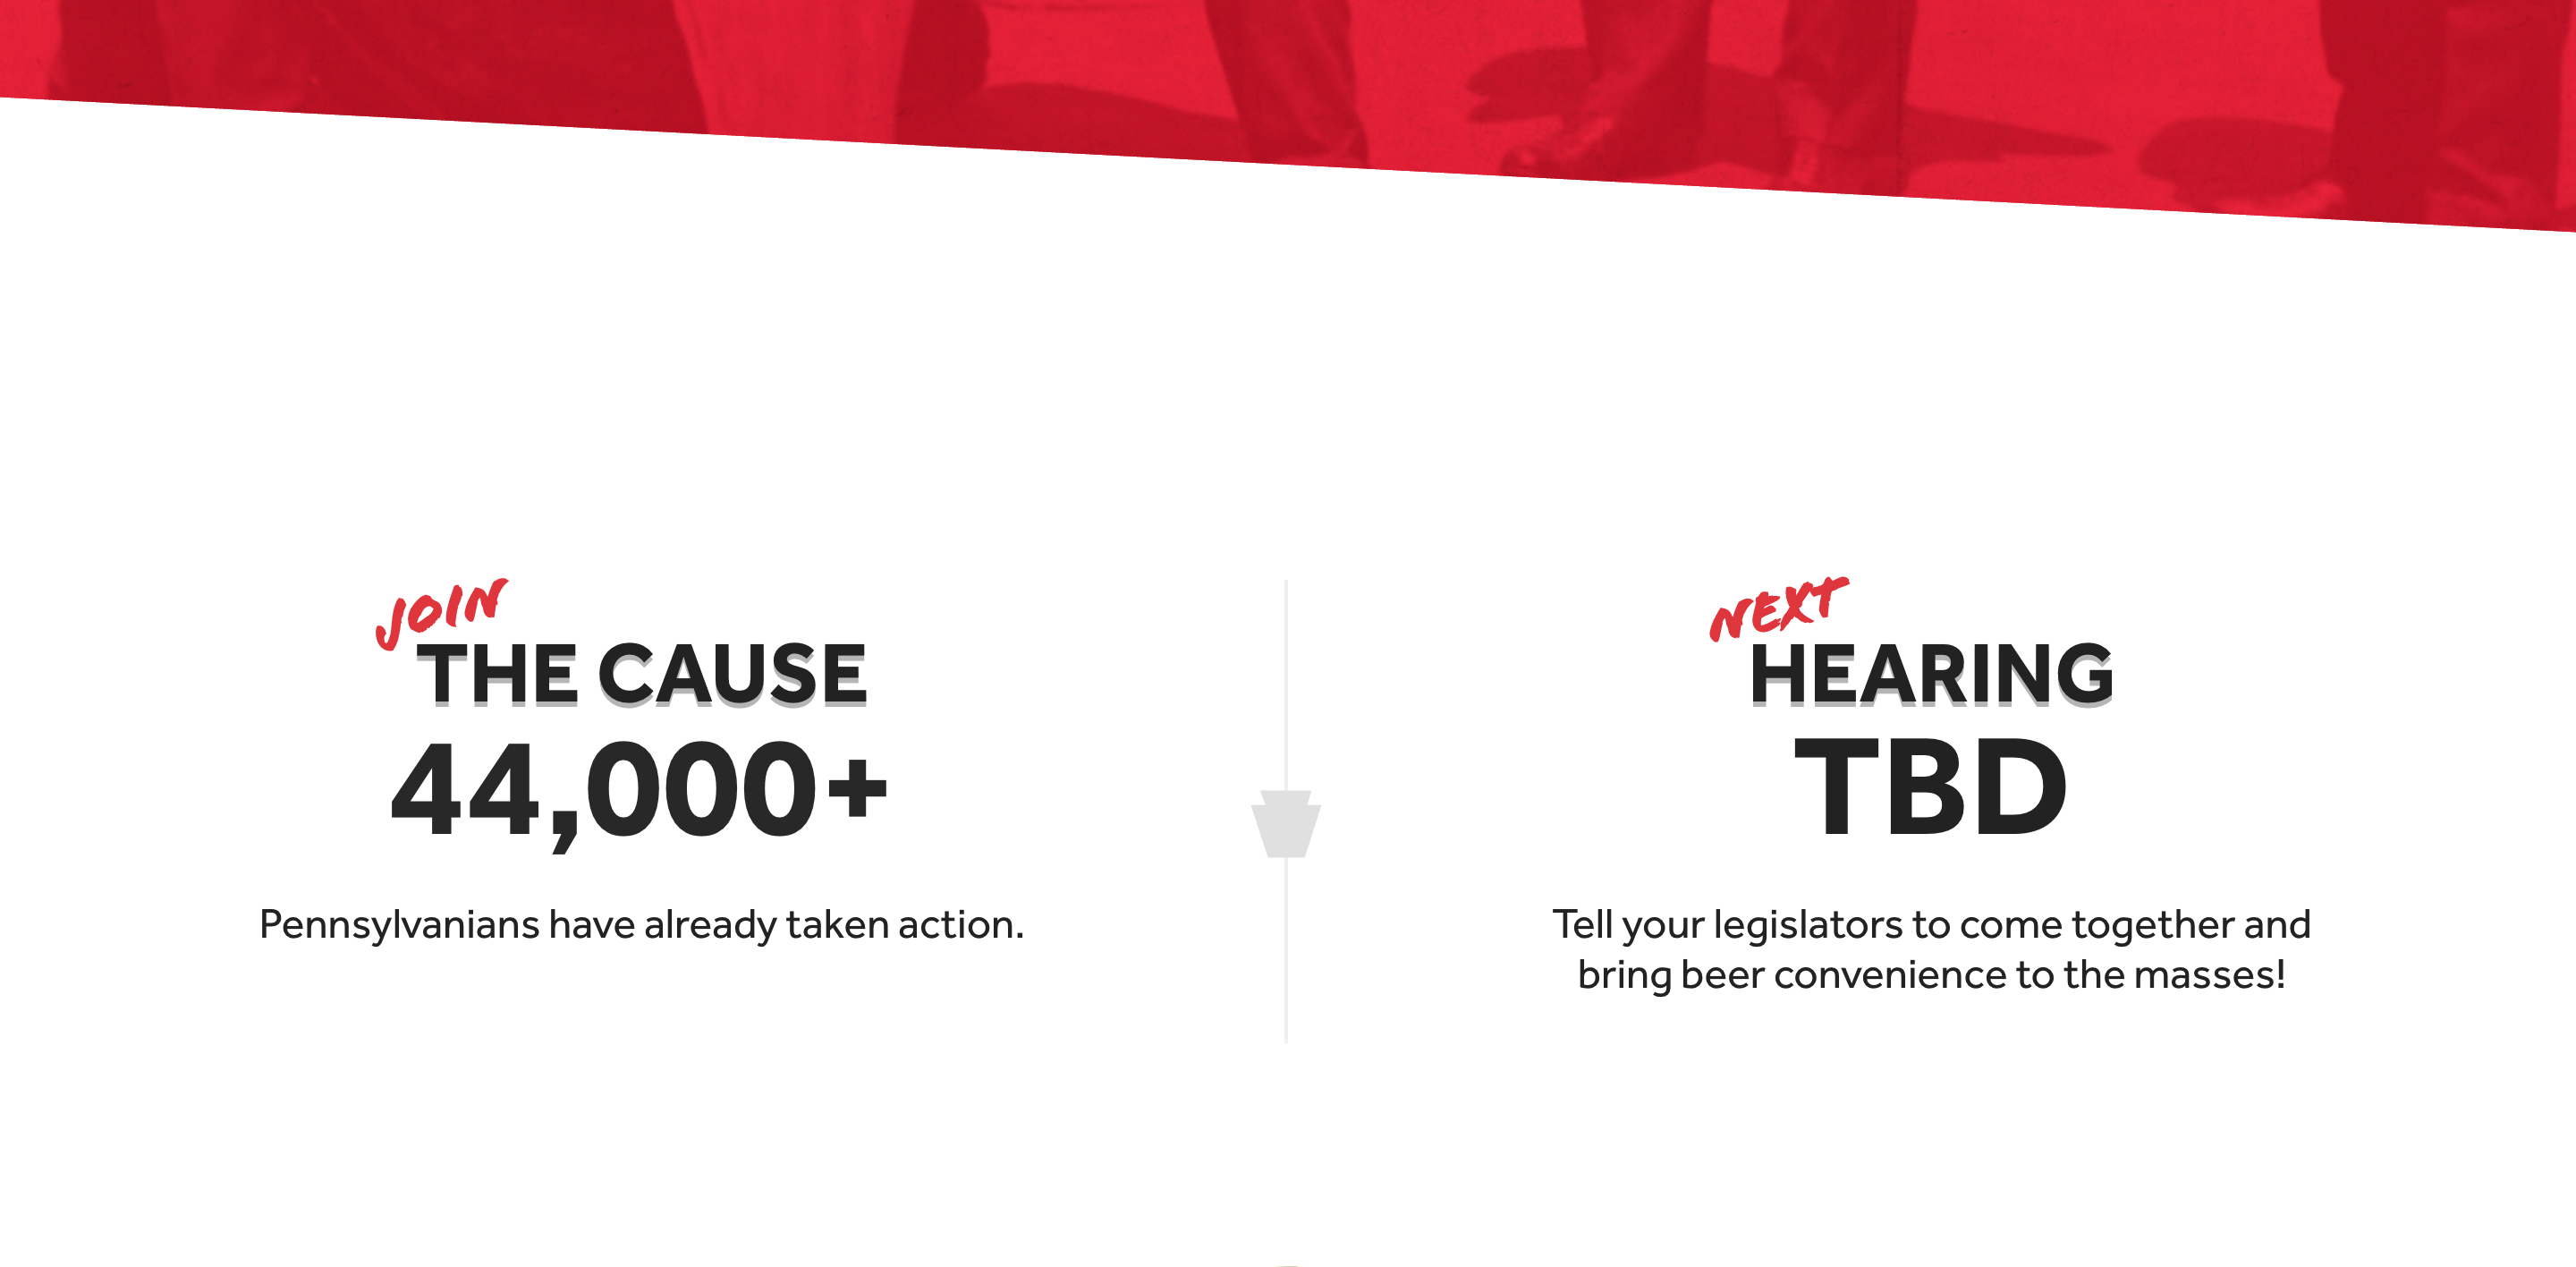 JOIN
THE CAUSE
44,000+
Pennsylvanians have already taken action.
NEXT
HEARING
TBD
Tell your legislators to come together and
bring beer convenience to the masses!